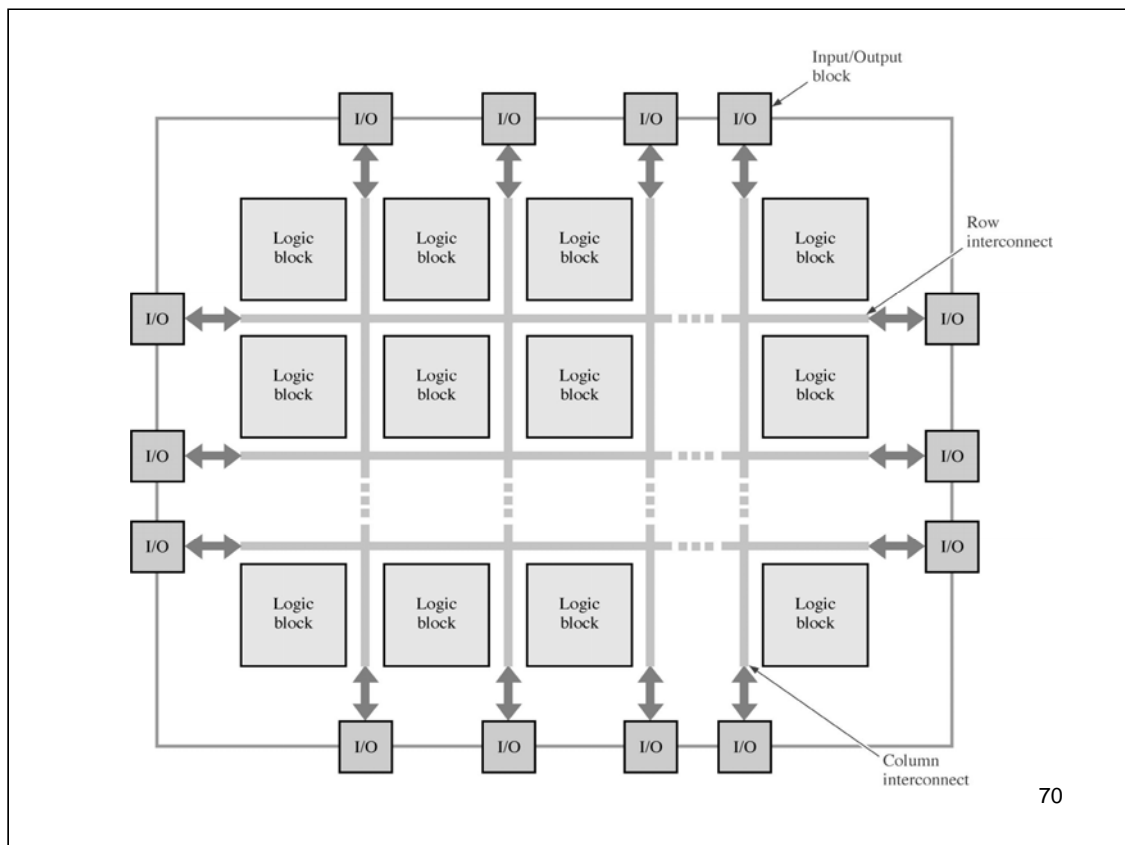 Input/Output
block
I/O I/O I/O I/O
Logic Logic Logic Logic
block block block block
Row
interconnect
I/O I/O
Logic Logic Logic Logic
block block block block
I/O I/O
I/O I/O
Logic Logic Logic Logic
block block block block
I/O I/O I/O I/O
Column
interconnect
70